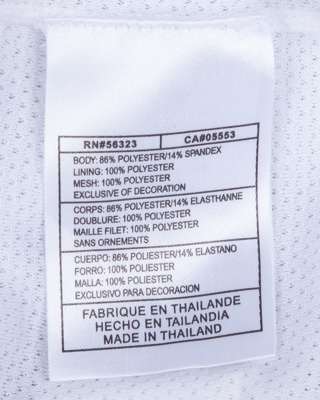 RN#56323 CA#05553
BODY: 86% POLYESTER/14% SPANDEX
LINING: 100% POLYESTER
MESH: 100% POLYESTER
EXCLUSIVE OF DECORATION
CORPS: 86% POLYESTER/14% ELASTHANNE
DOUBLURE: 100% POLYESTER
MAILLE FILET: 100% POLYESTER
SANS ORNEMENTS
CUERPO: 86% POLIESTER/14% ELASTANO
FORRO: 100% POLIESTER
MALLA: 100% POLIESTER
EXCLUSIVO PARA DECORACION
FABRIQUE EN THAILANDE
HECHO EN TAILANDIA
MADE IN THAILAND